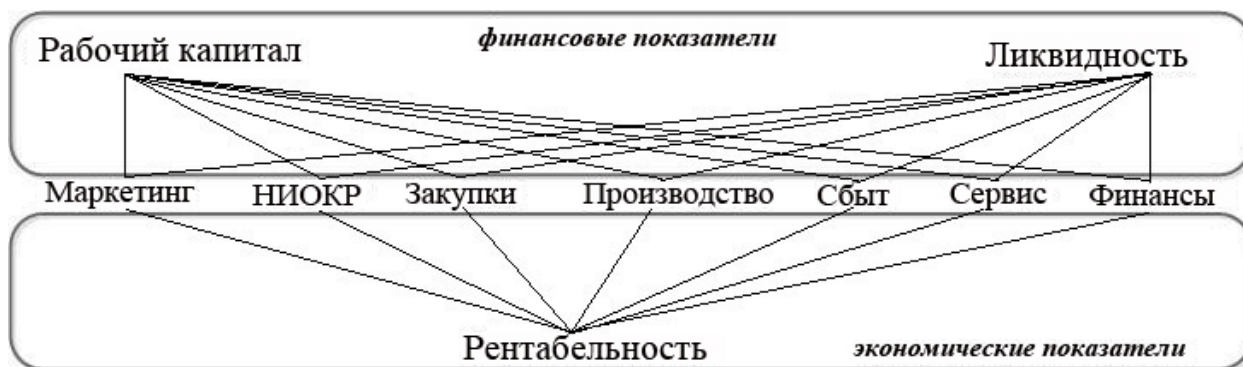 финансовые показатели
Рабочий капитал
Ликвидность
Маркетинг НИОКР Закупки Производство Сбыт Сервис Финансы
Рентабельность
экономические показатели